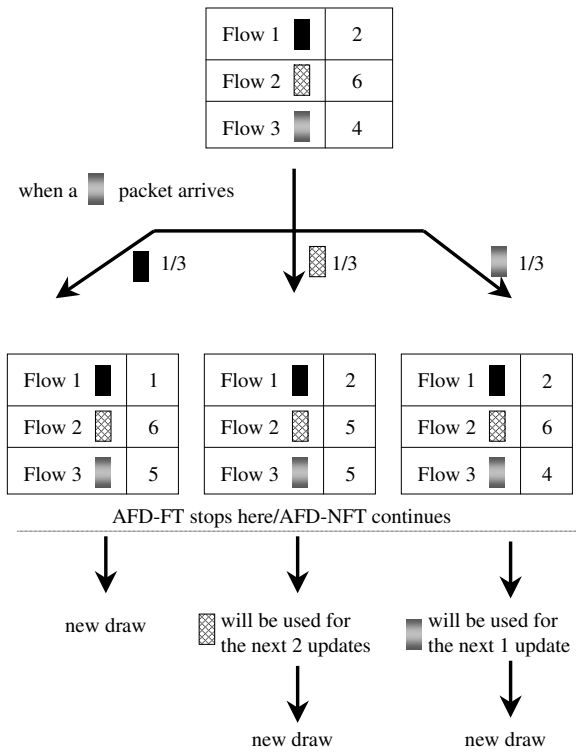 Flow 1 2
Flow 2 6
Flow 3 4
when a packet arrives
1/3 1/3 1/3
Flow 1 1 Flow 1 2 Flow 1 2
Flow 2 6 Flow 2 5 Flow 2 6
Flow 3 5 Flow 3 5 Flow 3 4
AFD-FT stops here/AFD-NFT continues
new draw
will be used for
the next 2 updates
will be used for
the next 1 update
new draw new draw